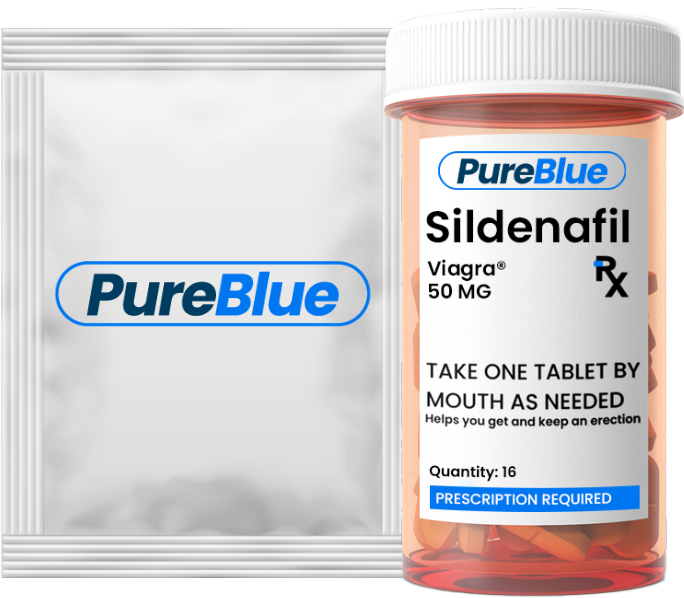 PureBlue
PureBlue
Sildenafil
Viagra®
50 MG
Rx
TAKE ONE TABLET BY
MOUTH AS NEEDED
Helps you get and keep an erection
Quantity: 16
PRESCRIPTION REQUIRED